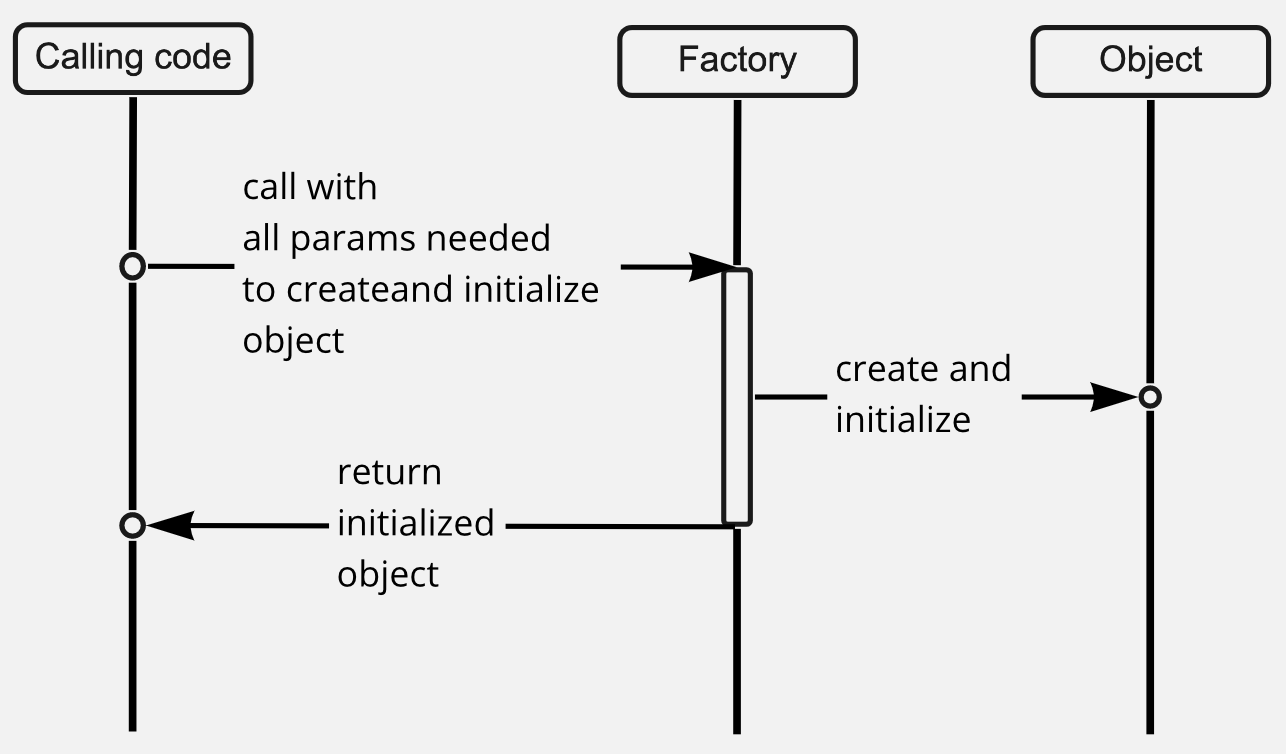 Calling code
Factory
Object
call with
all params needed
to createand initialize
object
create and
initialize
return
initialized
object